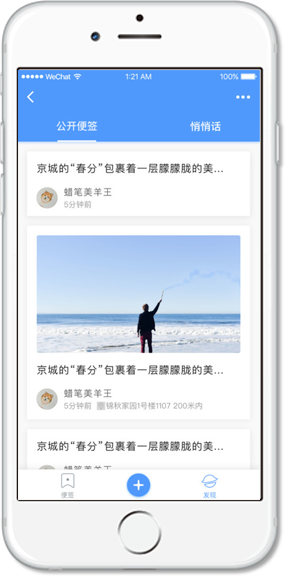 WeChat 1:21 AM 100%
公开便签 悄悄话
京城的“春分”包裹着一层朦朦胧的美...
蜡笔美羊王
5分钟前
京城的“春分”包裹着一层朦朦胧的美...
蜡笔美羊王
5分钟前 锦秋家园1号楼1107 200米内
京城的“春分”包裹着一层朦朦胧的美...
蜡笔美羊王
便签 发现